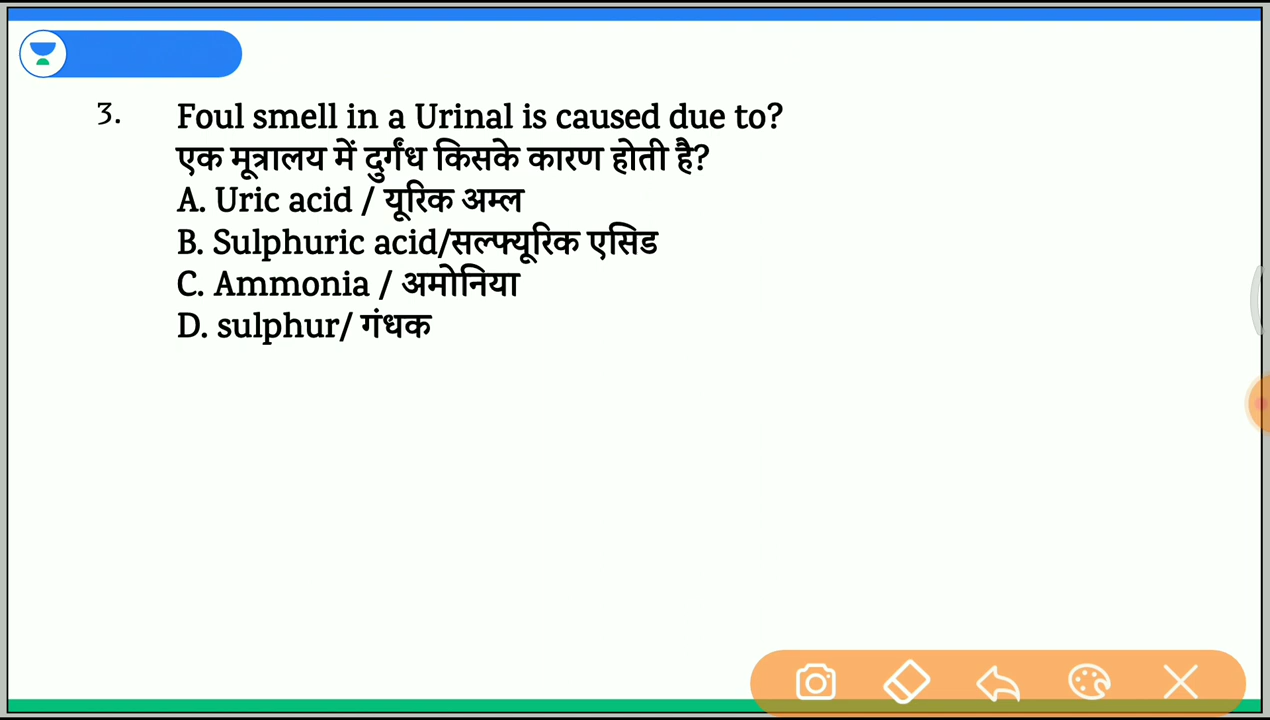 3. Foul smell in a Urinal is caused due to?
एक मूत्रालय में दुर्गंध किसके कारण होती है?
A. Uric acid / यूरिक अम्ल
B. Sulphuric acid/सल्फ्यूरिक एसिड
C. Ammonia / अमोनिया
D. sulphur/ गंधक